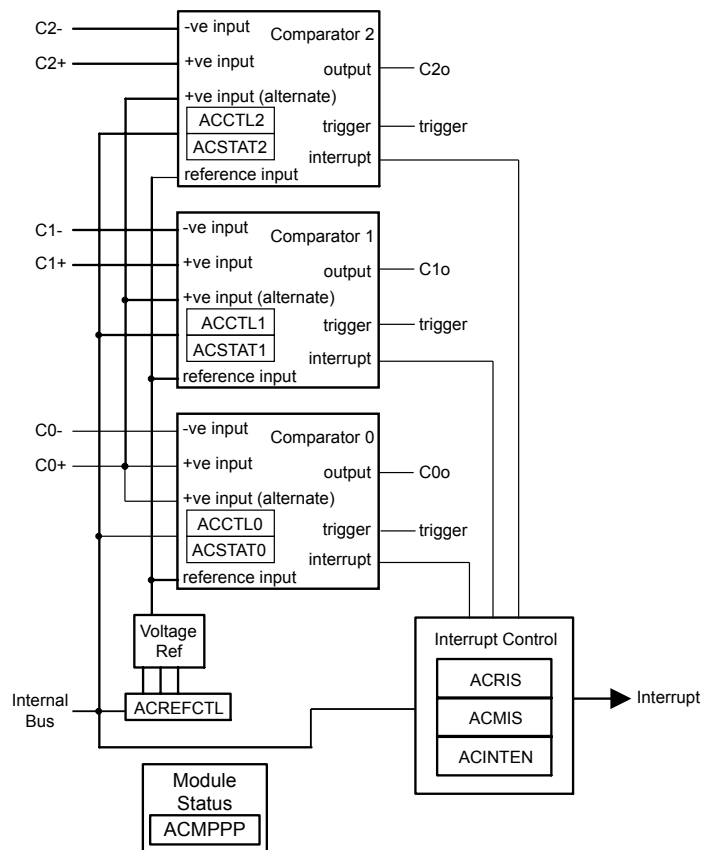 C2-
-ve input
Comparator 2
C2+
+ve input
output
C2o
+ve input (alternate)
ACCTL2
trigger
trigger
ACSTAT2
interrupt
reference input
C1-
-ve input
Comparator 1
C1+
+ve input
output
C1o
+ve input (alternate)
ACCTL1
trigger
trigger
ACSTAT1
interrupt
reference input
C0-
-ve input
Comparator 0
C0+
+ve input
output
C0o
+ve input (alternate)
ACCTL0
trigger
trigger
ACSTAT0
interrupt
reference input
Voltage
Ref
Interrupt Control
ACRIS
Internal
Bus
ACREFCTL
ACMIS
Interrupt
ACINTEN
Module
Status
ACMPPP